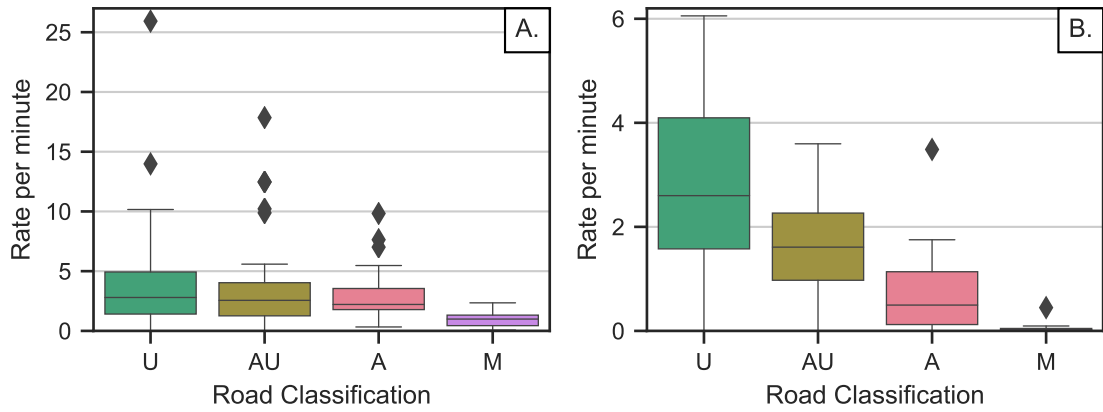 A.
Rate per minute
25
20
15
10
5
0
U AU A M
Road Classification
B.
Rate per minute
6
4
2
0
U AU A M
Road Classification